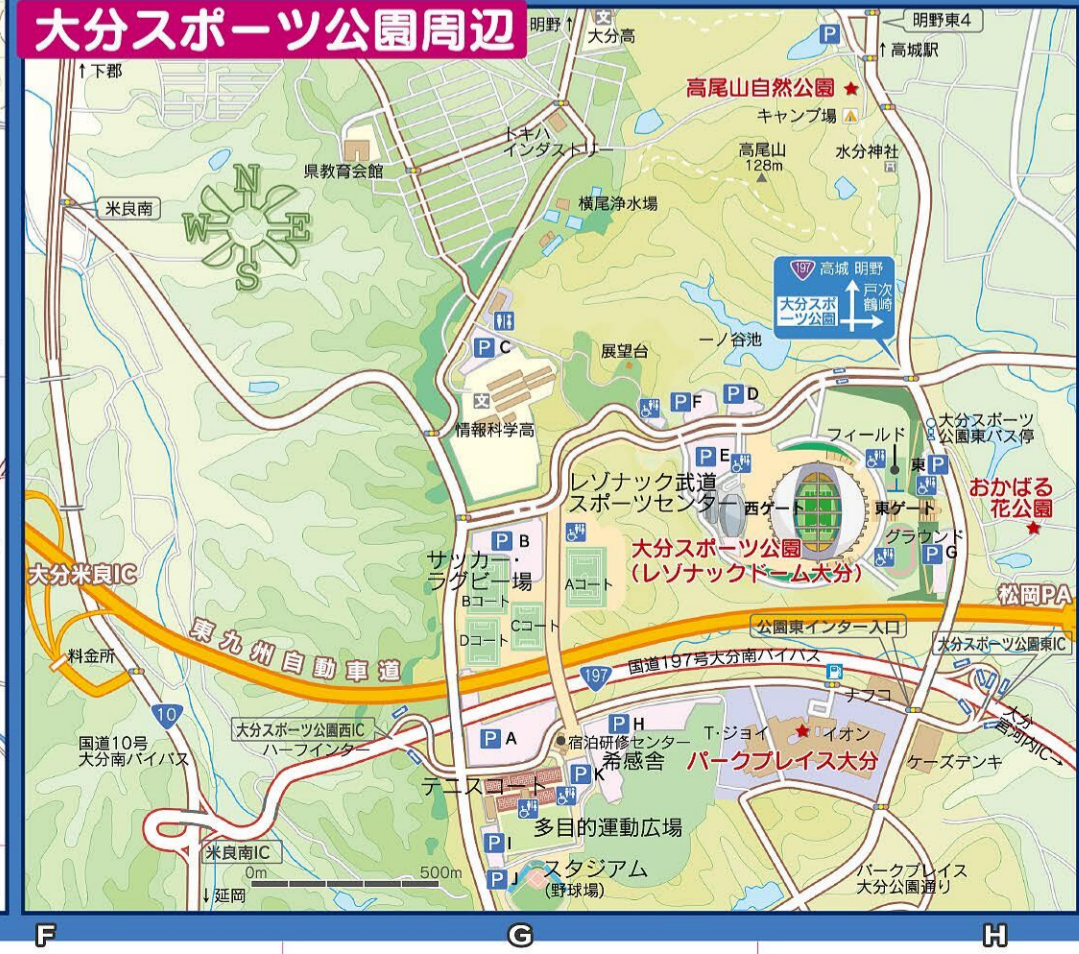 大分スポーツ公園周辺
明野↑
文
大分高
P
明野東4
↑下郡
↑高城駅
高尾山自然公園
キャンプ場
トキハ
インダストリー
県教育会館
高尾山
128m
水分神社
米良南
N
W
E
S
横尾浄水場
197 高城 明野
大分スポ
ーツ公園
戸次
鶴崎
一ノ谷池
展望台
P C
P F
P D
文
情報科学高
フィールド
大分スポーツ
公園東バス停
P E
東 P
レゾナック武道
スポーツセンター
西ゲート
東ゲート
おかばる
花公園
グラウンド
P G
P B
サッカー・
ラグビー場
大分スポーツ公園
(レゾナックドーム大分)
Aコート
Bコート
Cコート
Dコート
大分米良IC
松岡PA
東九州自動車道
公園東インター入口
大分スポーツ公園東IC
料金所
国道197号大分南バイパス
197
10
ナフコ
大分スポーツ公園西IC
ハーフインター
国道10号
大分南バイパス
P A
P H
宿泊研修センター
希感舎
T・ジョイ
イオン
パークプレイス大分
ケーズデンキ
大分
宮河内IC→
テニスコート
P K
多目的運動広場
P I
米良南IC
0m
500m
P J
スタジアム
(野球場)
パークプレイス
大分公園通り
↓延岡
F
G
H